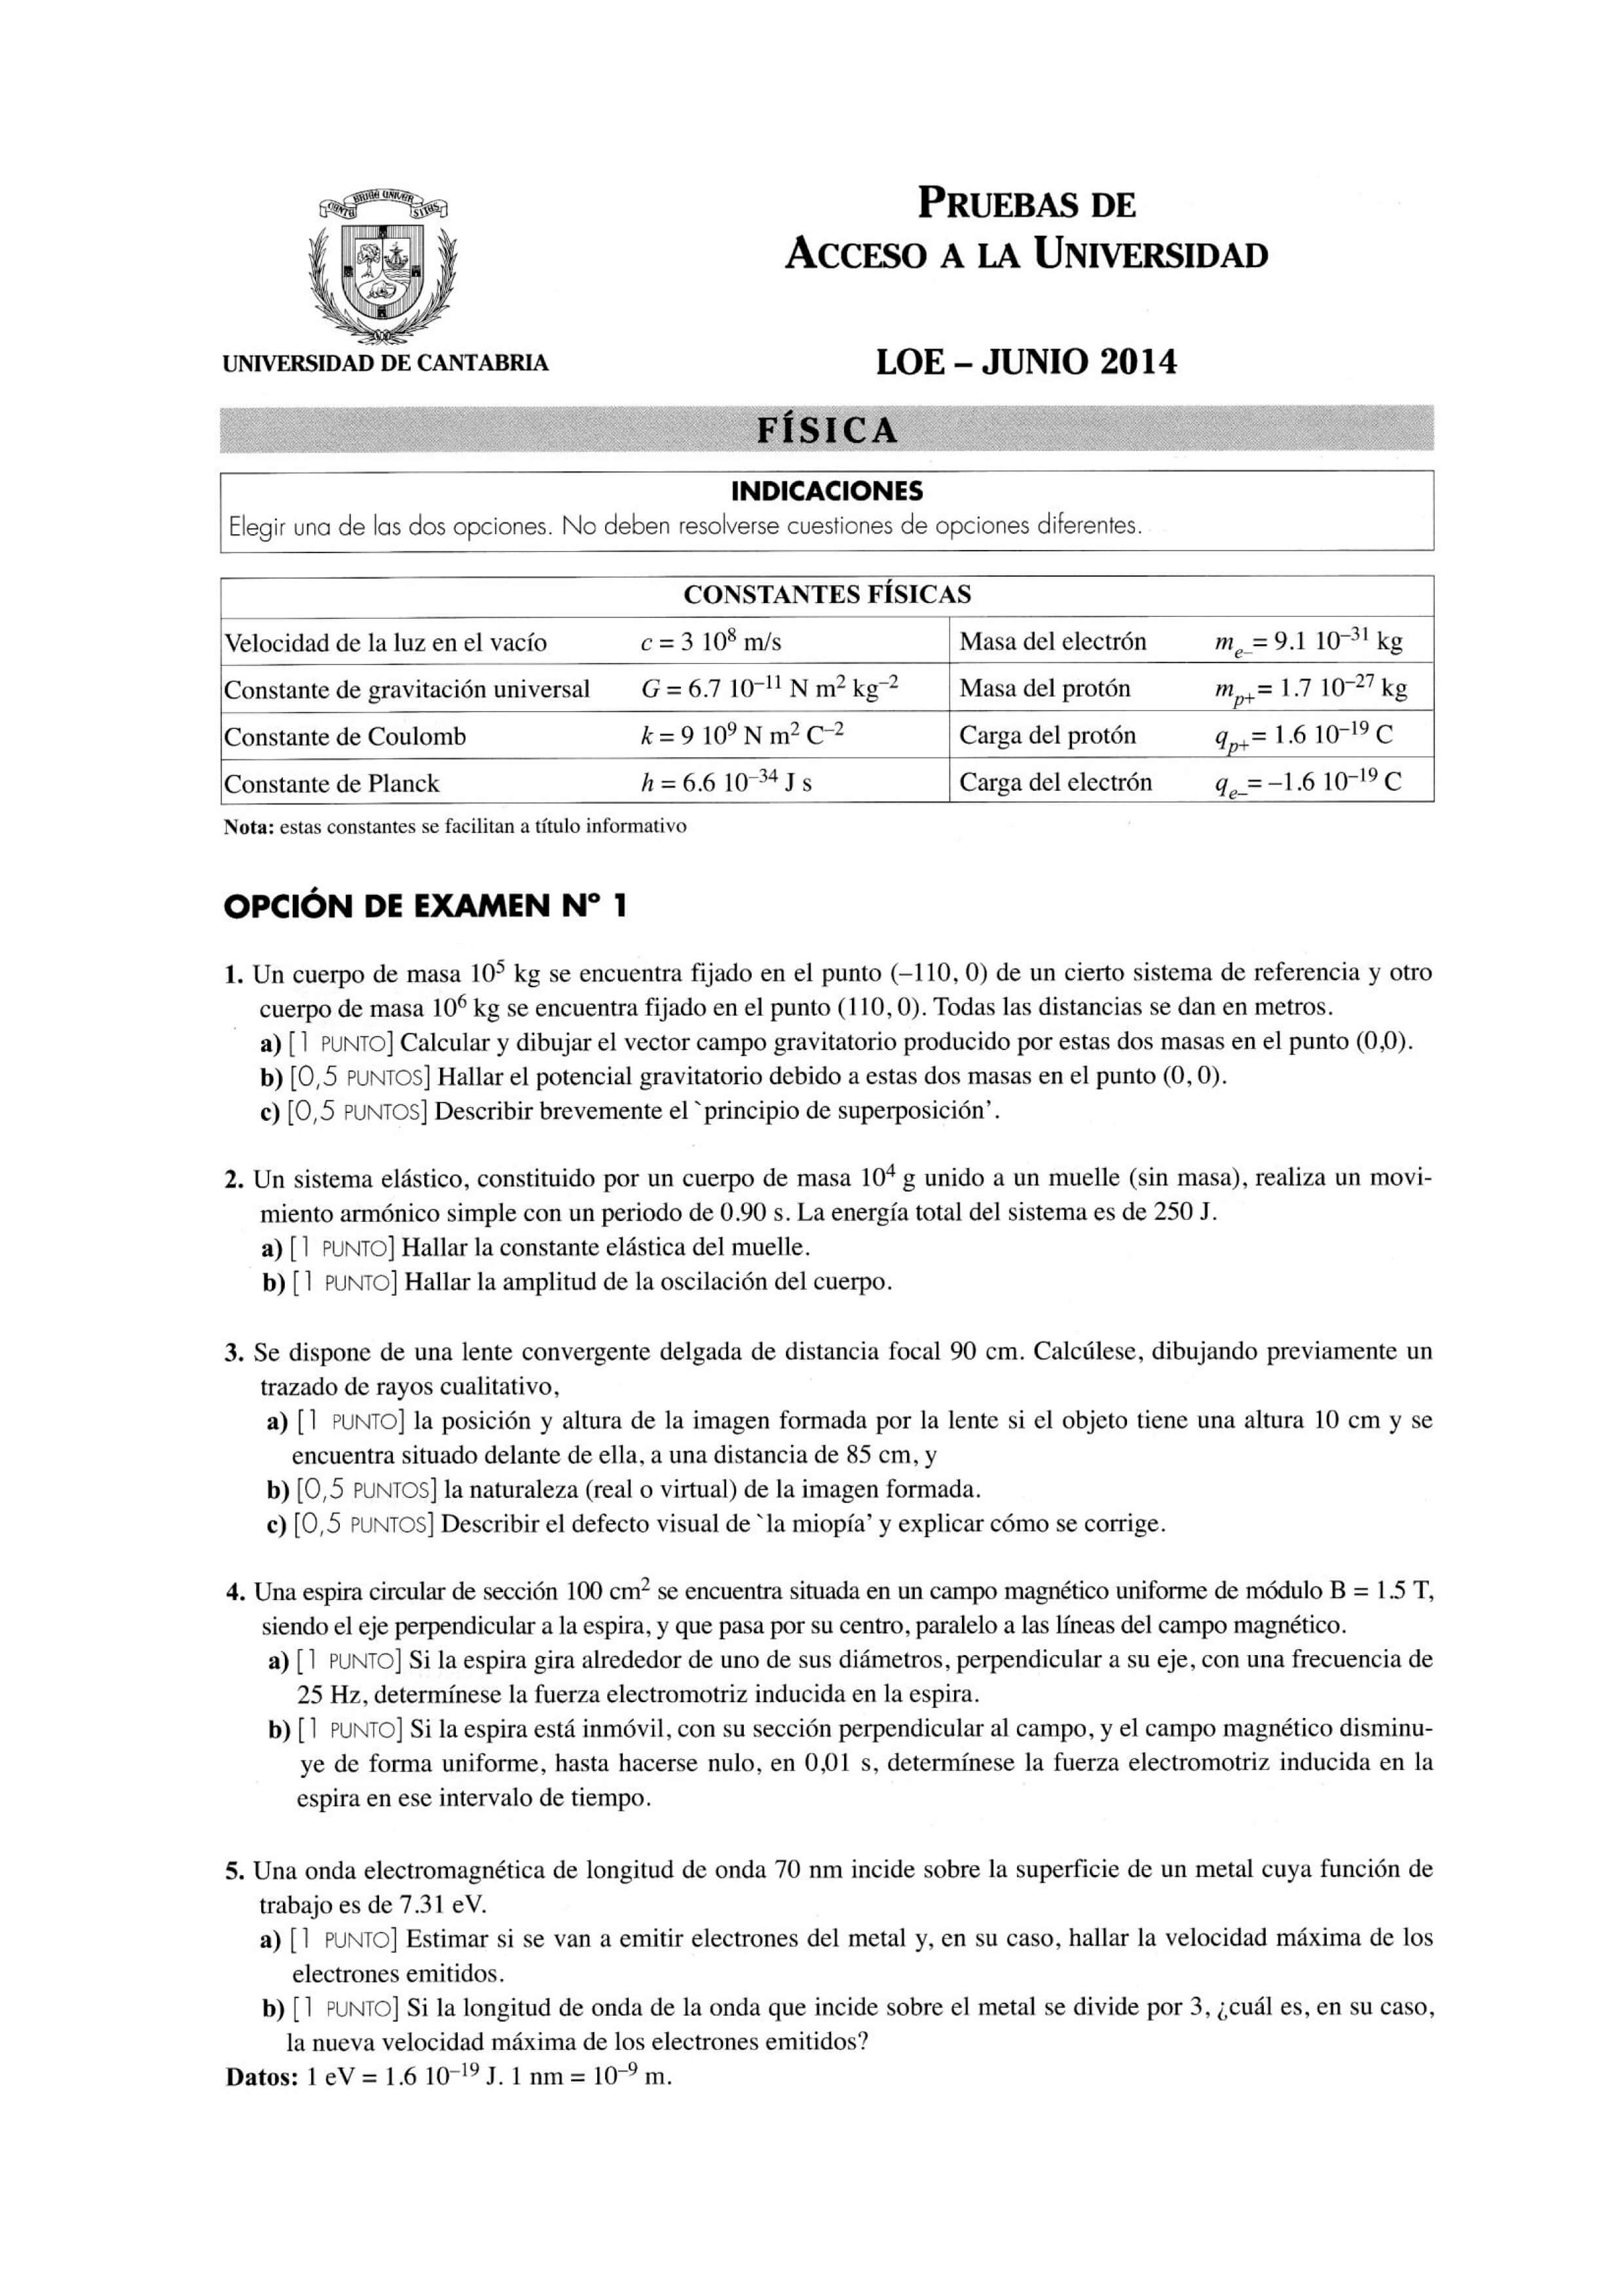 CANTA BRIAE UNIVER SITAS
PRUEBAS DE
ACCESO A LA UNIVERSIDAD
UNIVERSIDAD DE CANTABRIA
LOE – JUNIO 2014
FÍSICA
INDICACIONES
Elegir una de las dos opciones. No deben resolverse cuestiones de opciones diferentes.
CONSTANTES FÍSICAS
Velocidad de la luz en el vacío c = 3 10⁸ m/s Masa del electrón mₑ₋ = 9.1 10⁻³¹ kg
Constante de gravitación universal G = 6.7 10⁻¹¹ N m² kg⁻² Masa del protón mₚ₊ = 1.7 10⁻²⁷ kg
Constante de Coulomb k = 9 10⁹ N m² C⁻² Carga del protón qₚ₊ = 1.6 10⁻¹⁹ C
Constante de Planck h = 6.6 10⁻³⁴ J s Carga del electrón qₑ₋ = –1.6 10⁻¹⁹ C
Nota: estas constantes se facilitan a título informativo
OPCIÓN DE EXAMEN Nº 1
1. Un cuerpo de masa 10⁵ kg se encuentra fijado en el punto (–110, 0) de un cierto sistema de referencia y otro
cuerpo de masa 10⁶ kg se encuentra fijado en el punto (110, 0). Todas las distancias se dan en metros.
a) [1 PUNTO] Calcular y dibujar el vector campo gravitatorio producido por estas dos masas en el punto (0,0).
b) [0,5 PUNTOS] Hallar el potencial gravitatorio debido a estas dos masas en el punto (0, 0).
c) [0,5 PUNTOS] Describir brevemente el `principio de superposición’.
2. Un sistema elástico, constituido por un cuerpo de masa 10⁴ g unido a un muelle (sin masa), realiza un movi-
miento armónico simple con un periodo de 0.90 s. La energía total del sistema es de 250 J.
a) [1 PUNTO] Hallar la constante elástica del muelle.
b) [1 PUNTO] Hallar la amplitud de la oscilación del cuerpo.
3. Se dispone de una lente convergente delgada de distancia focal 90 cm. Calcúlese, dibujando previamente un
trazado de rayos cualitativo,
a) [1 PUNTO] la posición y altura de la imagen formada por la lente si el objeto tiene una altura 10 cm y se
encuentra situado delante de ella, a una distancia de 85 cm, y
b) [0,5 PUNTOS] la naturaleza (real o virtual) de la imagen formada.
c) [0,5 PUNTOS] Describir el defecto visual de `la miopía’ y explicar cómo se corrige.
4. Una espira circular de sección 100 cm² se encuentra situada en un campo magnético uniforme de módulo B = 1.5 T,
siendo el eje perpendicular a la espira, y que pasa por su centro, paralelo a las líneas del campo magnético.
a) [1 PUNTO] Si la espira gira alrededor de uno de sus diámetros, perpendicular a su eje, con una frecuencia de
25 Hz, determínese la fuerza electromotriz inducida en la espira.
b) [1 PUNTO] Si la espira está inmóvil, con su sección perpendicular al campo, y el campo magnético disminu-
ye de forma uniforme, hasta hacerse nulo, en 0,01 s, determínese la fuerza electromotriz inducida en la
espira en ese intervalo de tiempo.
5. Una onda electromagnética de longitud de onda 70 nm incide sobre la superficie de un metal cuya función de
trabajo es de 7.31 eV.
a) [1 PUNTO] Estimar si se van a emitir electrones del metal y, en su caso, hallar la velocidad máxima de los
electrones emitidos.
b) [1 PUNTO] Si la longitud de onda de la onda que incide sobre el metal se divide por 3, ¿cuál es, en su caso,
la nueva velocidad máxima de los electrones emitidos?
Datos: 1 eV = 1.6 10⁻¹⁹ J. 1 nm = 10⁻⁹ m.